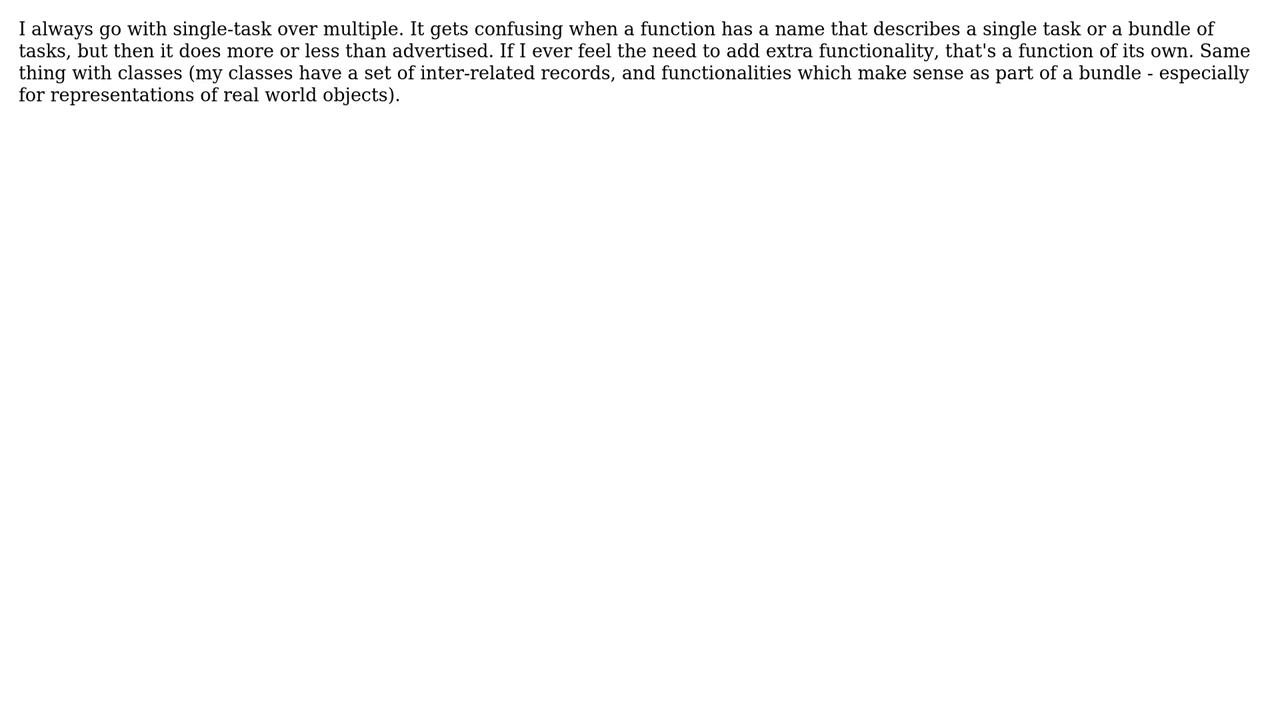 I always go with single-task over multiple. It gets confusing when a function has a name that describes a single task or a bundle of
tasks, but then it does more or less than advertised. If I ever feel the need to add extra functionality, that's a function of its own. Same
thing with classes (my classes have a set of inter-related records, and functionalities which make sense as part of a bundle - especially
for representations of real world objects).